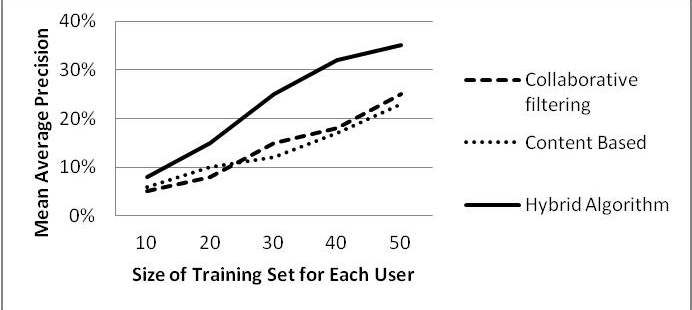 40%
30%
20%
10%
0%
Mean Average Precision
10 20 30 40 50
Size of Training Set for Each User
Collaborative
filtering
Content Based
Hybrid Algorithm